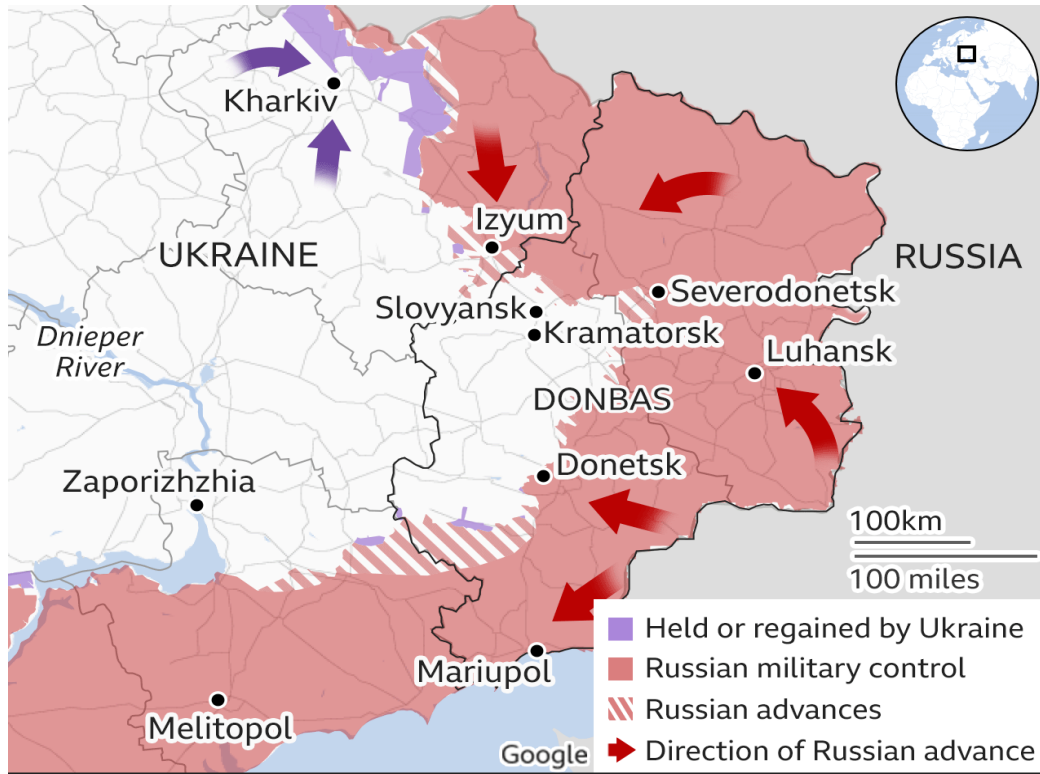 Kharkiv
Izyum
UKRAINE
RUSSIA
Severodonetsk
Slovyansk
Kramatorsk
Dnieper
River
Luhansk
DONBAS
Donetsk
Zaporizhzhia
100km
100 miles
Held or regained by Ukraine
Russian military control
Mariupol
Russian advances
Melitopol
Google
Direction of Russian advance